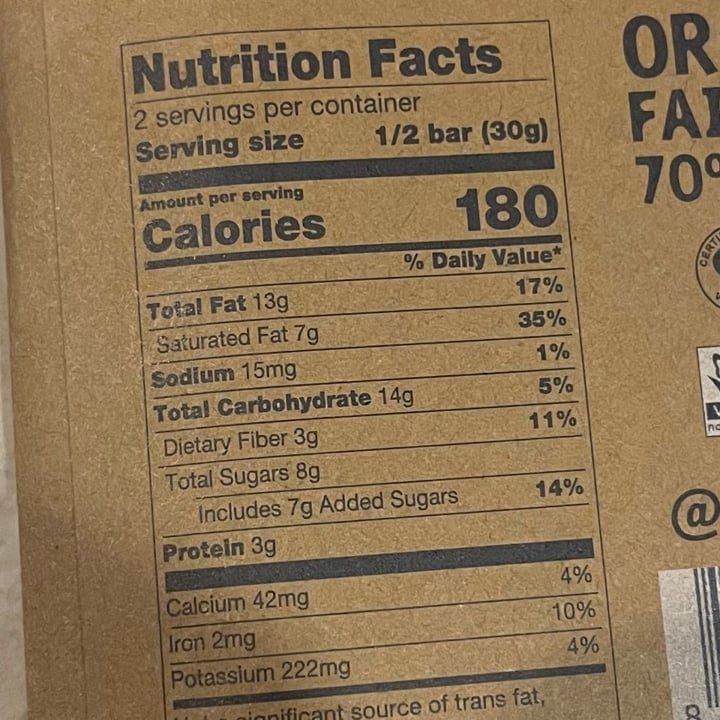 Nutrition Facts
2 servings per container
Serving size 1/2 bar (30g)
Amount per serving
Calories 180
% Daily Value*
Total Fat 13g 17%
Saturated Fat 7g 35%
Sodium 15mg 1%
Total Carbohydrate 14g 5%
Dietary Fiber 3g 11%
Total Sugars 8g
Includes 7g Added Sugars 14%
Protein 3g
Calcium 42mg 4%
Iron 2mg 10%
Potassium 222mg 4%
significant source of trans fat,
OR
FAI
70%
CERTI
@
8